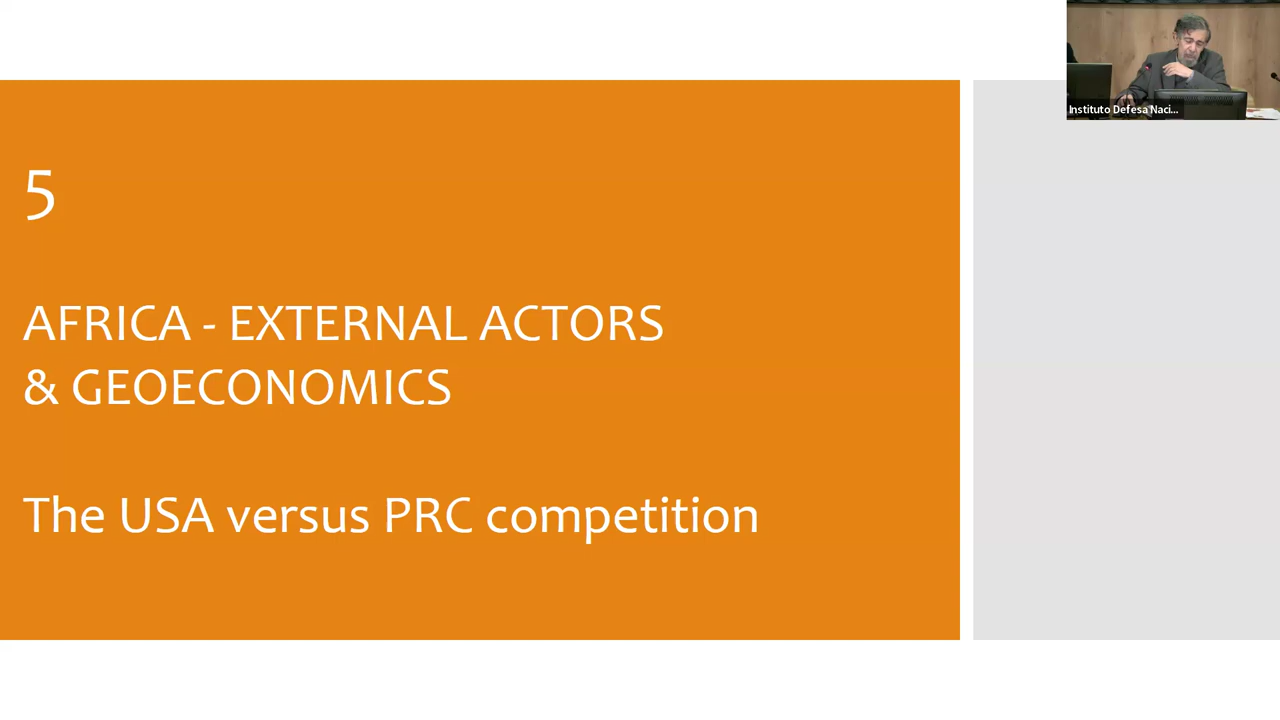 Instituto Defesa Naci...
5
AFRICA - EXTERNAL ACTORS
& GEOECONOMICS
The USA versus PRC competition